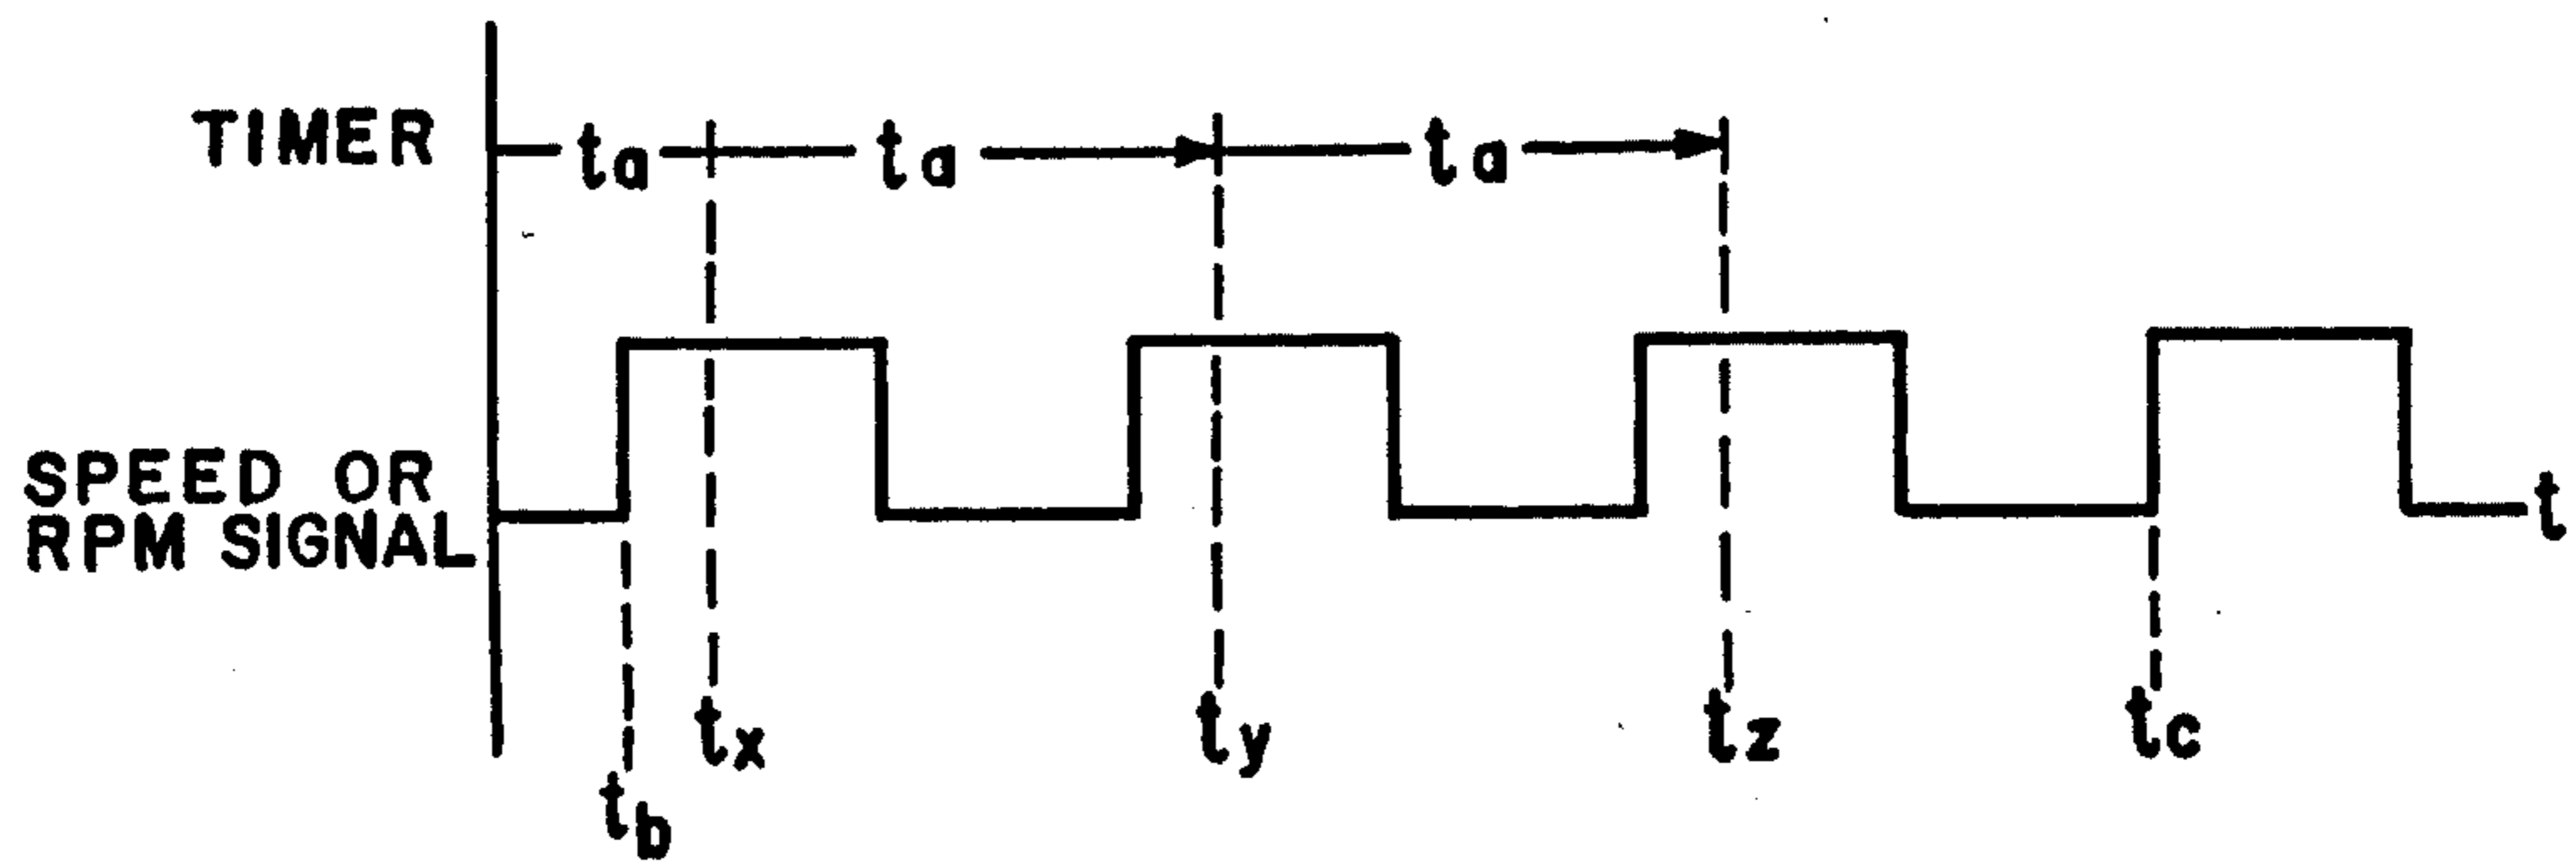 TIMER
ta ta ta
SPEED OR
RPM SIGNAL
t
tx ty tz tc
tb